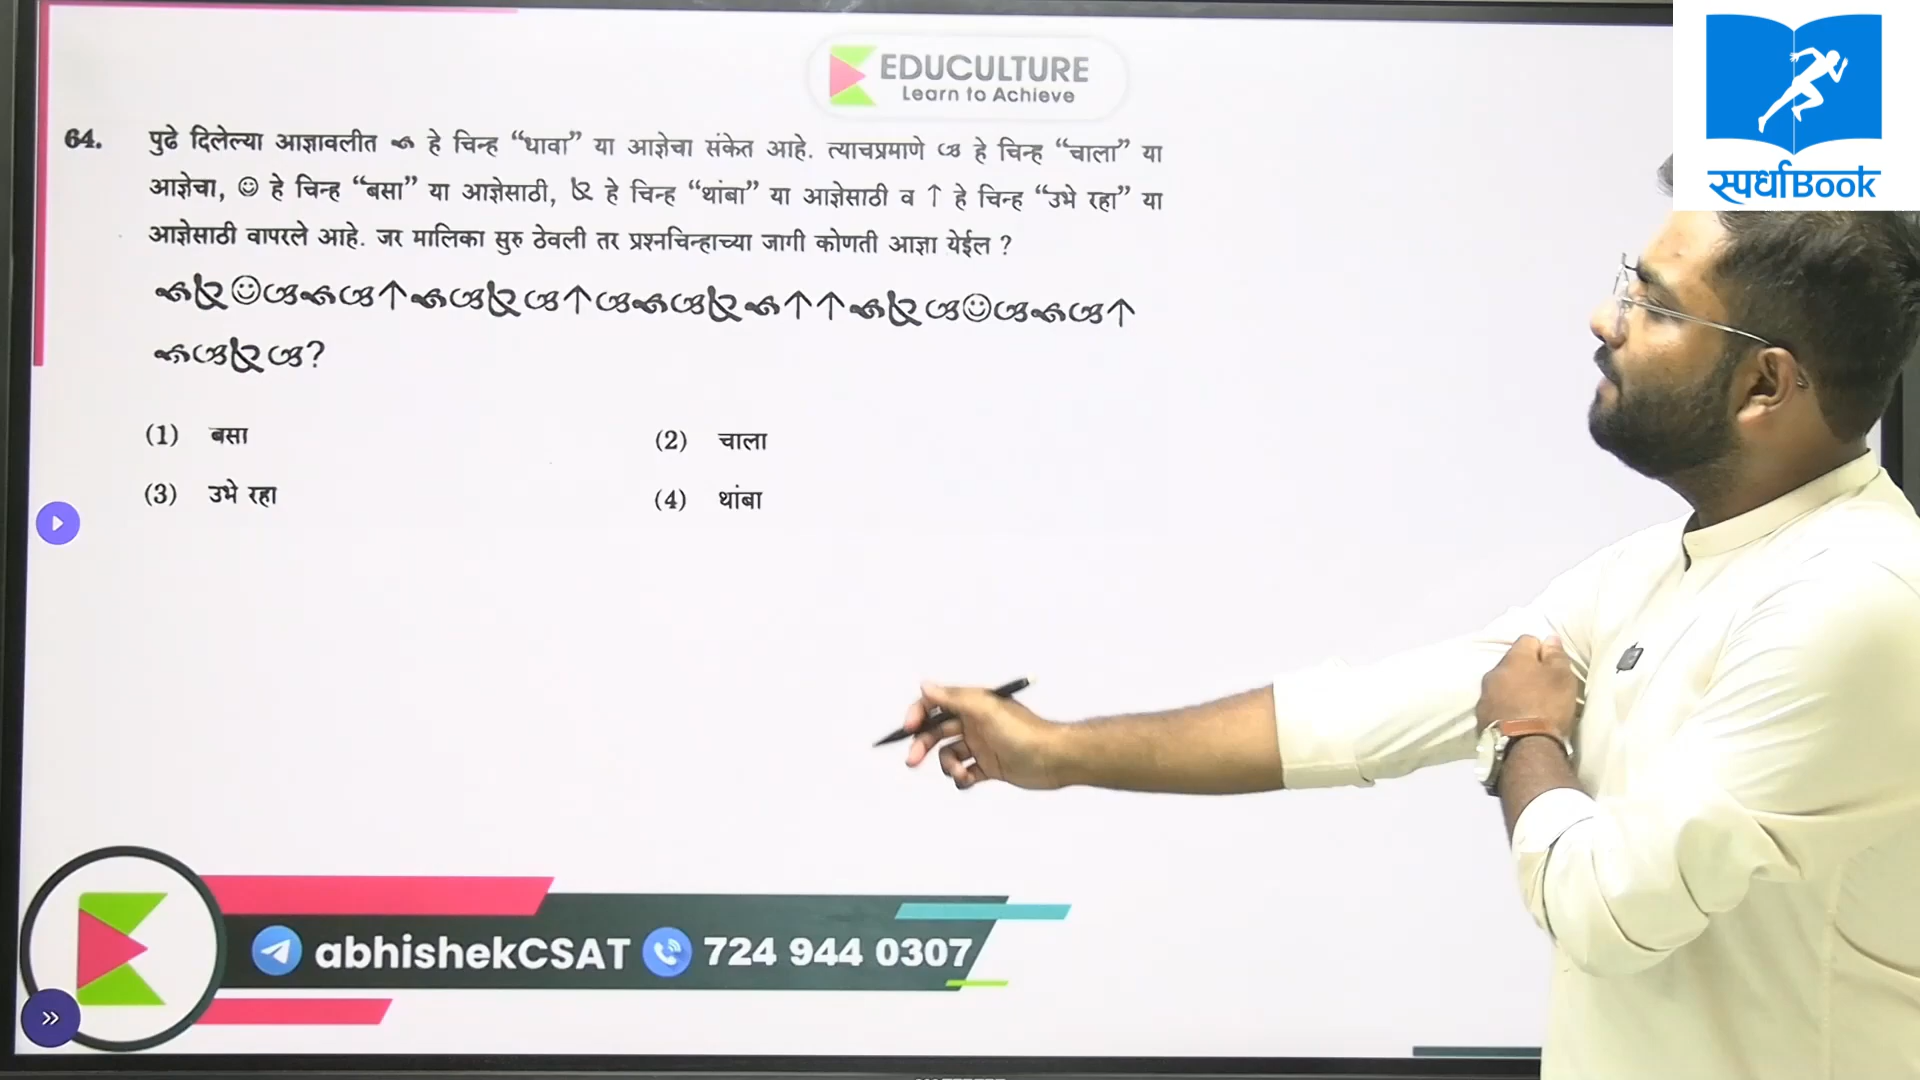 EDUCULTURE
Learn to Achieve
स्पर्धाBook
64. पुढे दिलेल्या आज्ञावलीत ෴ हे चिन्ह “धावा” या आज्ञेचा संकेत आहे. त्याचप्रमाणे ☙ हे चिन्ह “चाला” या
आज्ञेचा, ☺ हे चिन्ह “बसा” या आज्ञेसाठी, हे चिन्ह “थांबा” या आज्ञेसाठी व ↑ हे चिन्ह “उभे रहा” या
आज्ञेसाठी वापरले आहे. जर मालिका सुरु ठेवली तर प्रश्नचिन्हाच्या जागी कोणती आज्ञा येईल ?
?
(1) बसा
(2) चाला
(3) उभे रहा
(4) थांबा
abhishekCSAT 724 944 0307